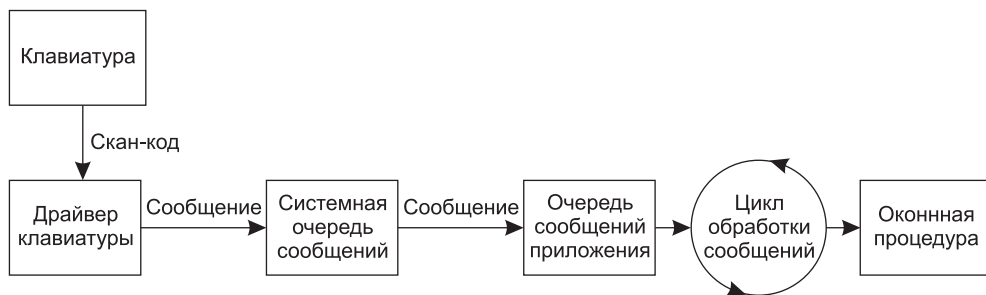 Клавиатура
Скан-код
Драйвер
клавиатуры
Сообщение
Системная
очередь
сообщений
Сообщение
Очередь
сообщений
приложения
Цикл
обработки
сообщений
Оконнная
процедура